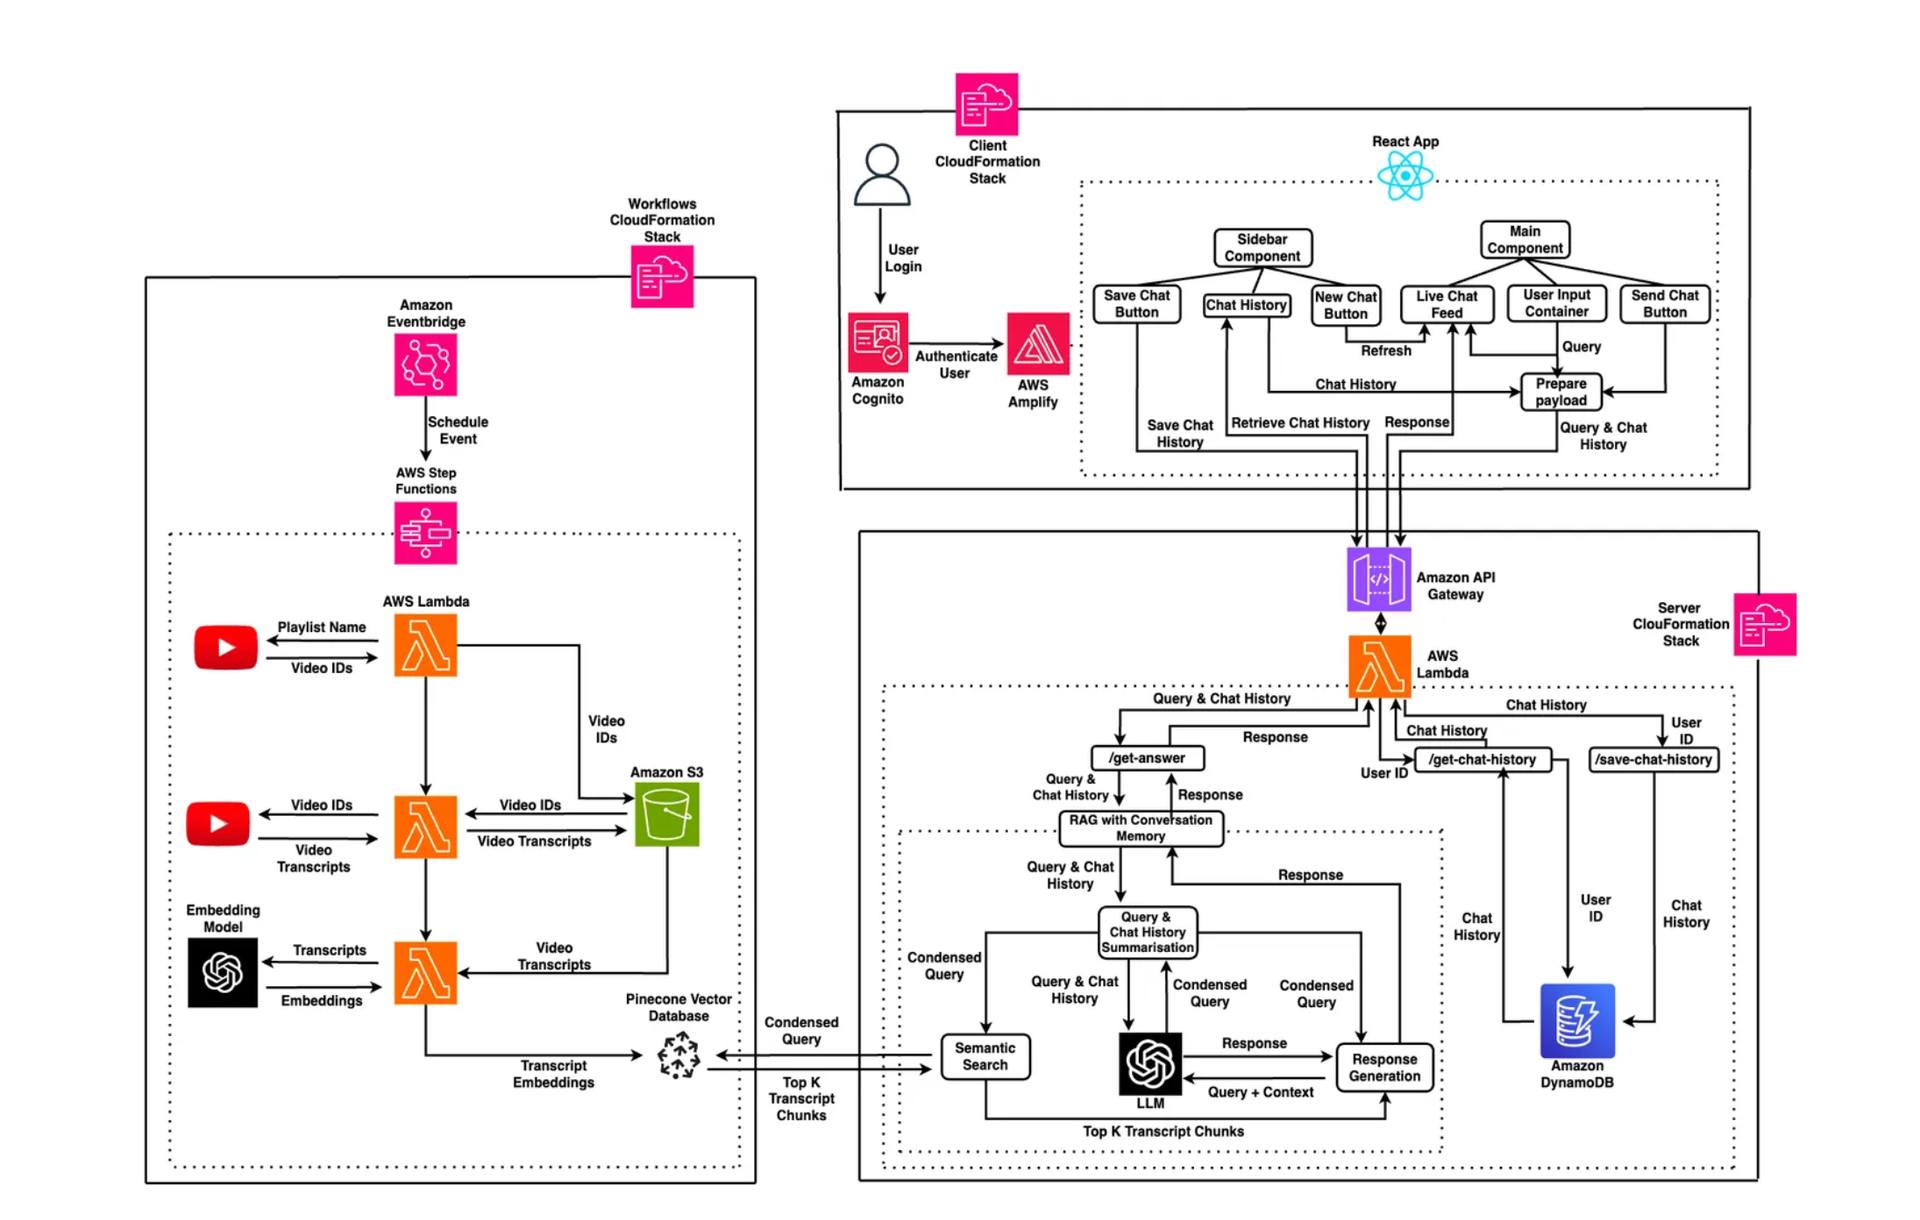 Client
CloudFormation
Stack
React App
User
Login
Amazon
Cognito
Authenticate
User
AWS
Amplify
Sidebar
Component
Main
Component
Save Chat
Button
Chat History
New Chat
Button
Live Chat
Feed
User Input
Container
Send Chat
Button
Refresh
Query
Chat History
Prepare
payload
Save Chat
History
Retrieve Chat History
Response
Query & Chat
History
Workflows
CloudFormation
Stack
Amazon
Eventbridge
Schedule
Event
AWS Step
Functions
AWS Lambda
Playlist Name
Video IDs
Video
IDs
Amazon S3
Video IDs
Video
Transcripts
Video IDs
Video Transcripts
Embedding
Model
Transcripts
Embeddings
Video
Transcripts
Pinecone Vector
Database
Transcript
Embeddings
Condensed
Query
Top K
Transcript
Chunks
Amazon API
Gateway
Server
ClouFormation
Stack
AWS
Lambda
Query & Chat History
Response
Chat History
User
ID
Chat History
User ID
/get-answer
/get-chat-history
/save-chat-history
Query &
Chat History
Response
RAG with Conversation
Memory
Query & Chat
History
Response
Query &
Chat History
Summarisation
Condensed
Query
Query & Chat
History
Condensed
Query
Condensed
Query
Semantic
Search
LLM
Response
Query + Context
Response
Generation
Top K Transcript Chunks
Chat
History
User
ID
Chat
History
Amazon
DynamoDB